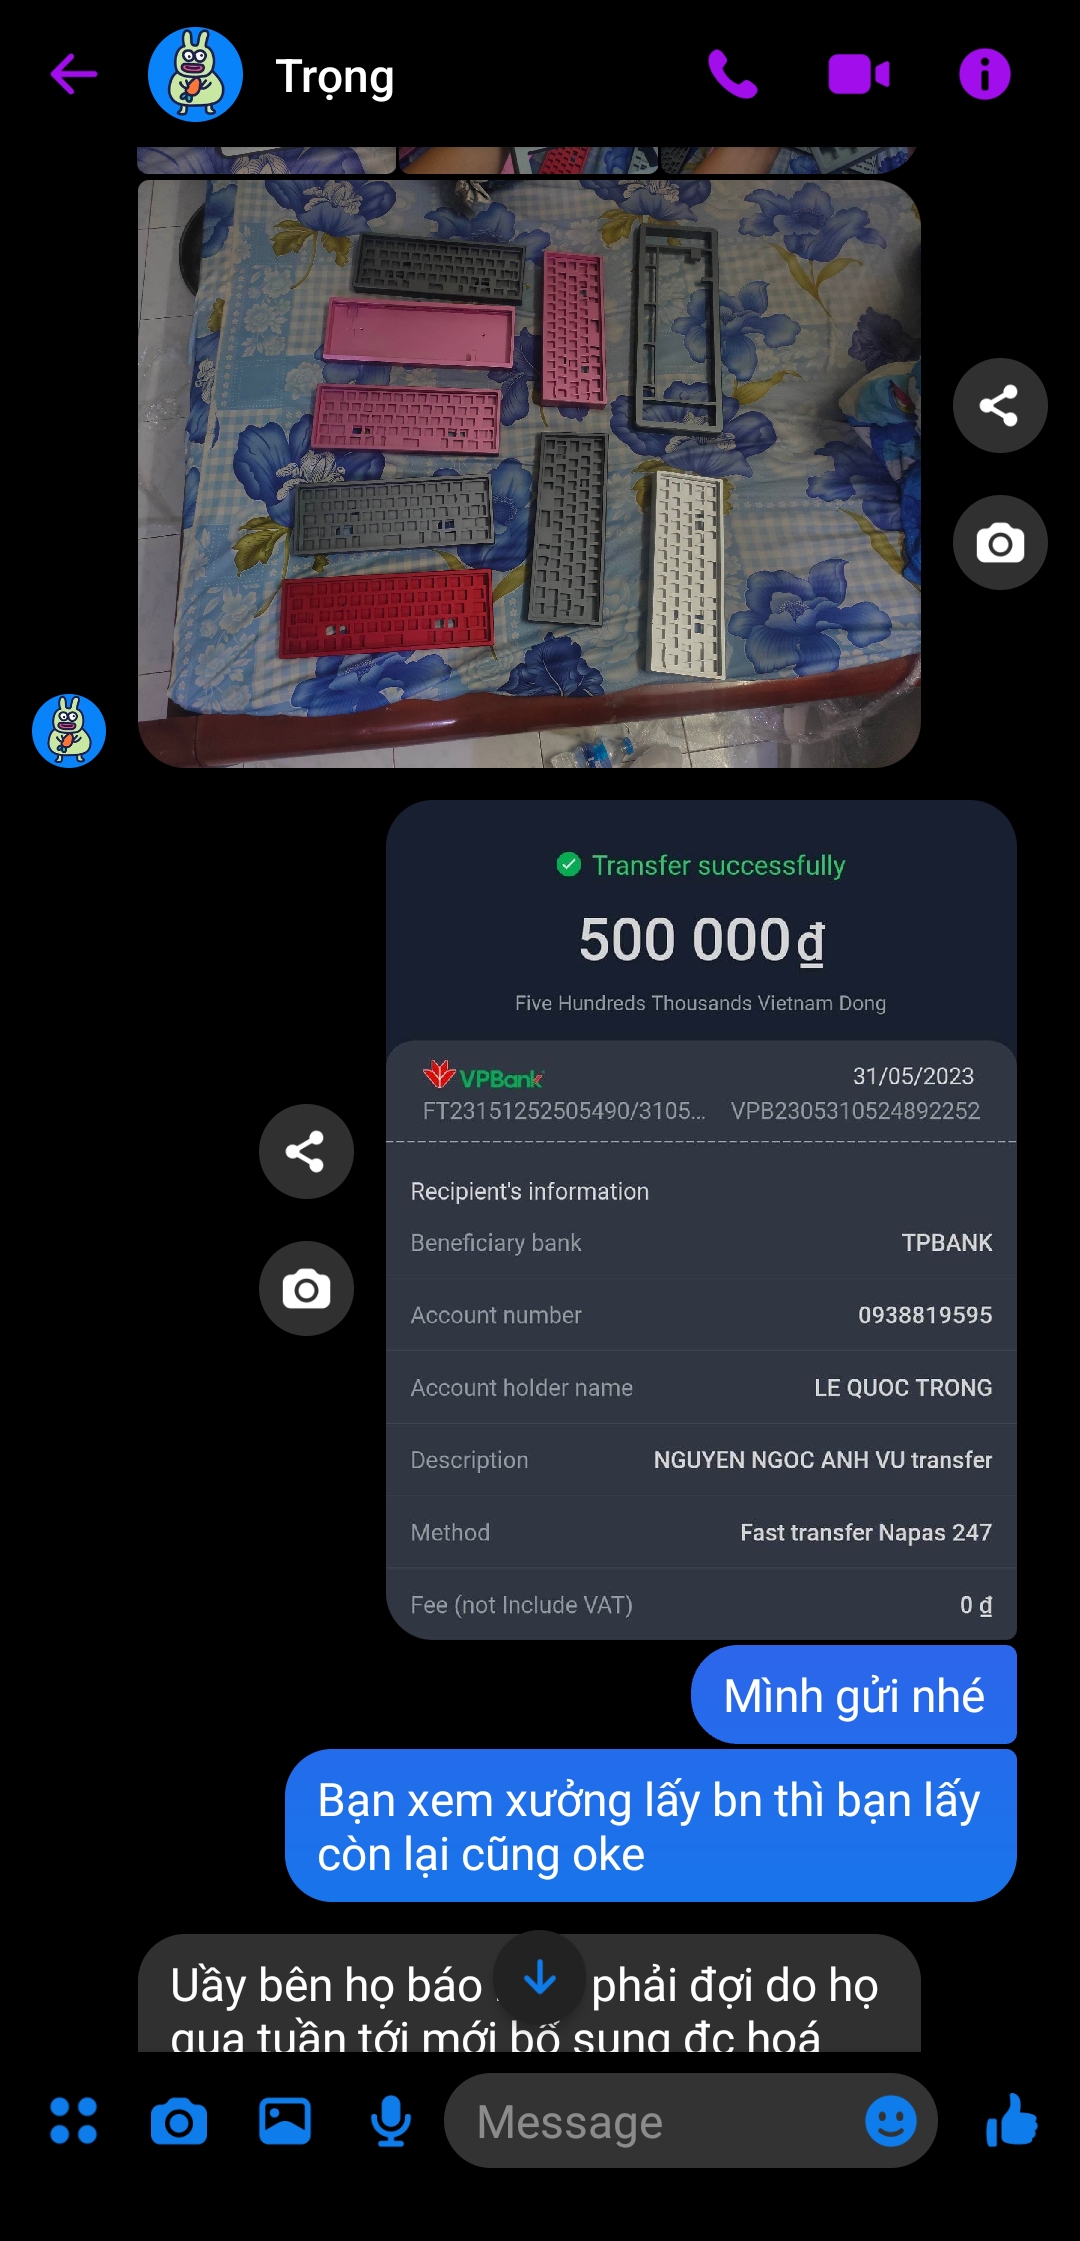 Trọng
Transfer successfully
500 000₫
Five Hundreds Thousands Vietnam Dong
VPBank
31/05/2023
FT23151252505490/3105...
VPB2305310524892252
Recipient's information
Beneficiary bank
TPBANK
Account number
0938819595
Account holder name
LE QUOC TRONG
Description
NGUYEN NGOC ANH VU transfer
Method
Fast transfer Napas 247
Fee (not Include VAT)
0 ₫
Mình gửi nhé
Bạn xem xưởng lấy bn thì bạn lấy
còn lại cũng oke
Uầy bên họ báo phải đợi do họ
qua tuần tới mới bổ sung đc hoá
Message